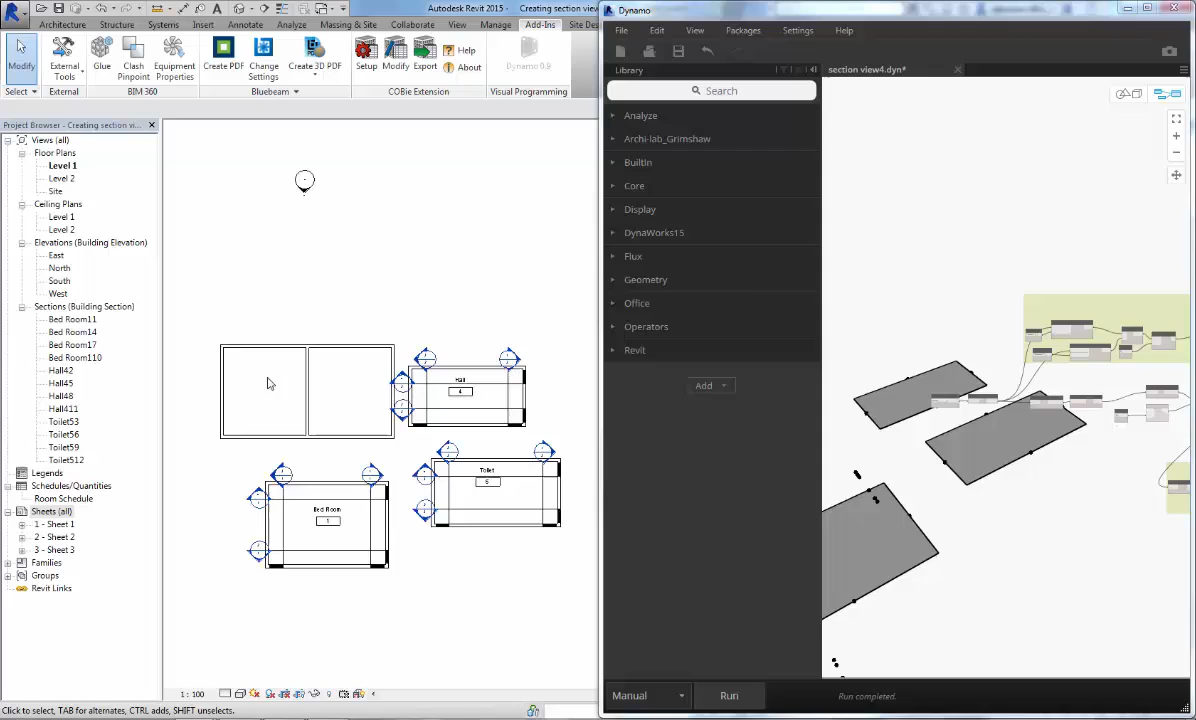 Autodesk Revit 2015 - Creating section view
Architecture Structure Systems Insert Annotate Analyze Massing & Site Collaborate View Manage Add-Ins Site Des
Modify
External Tools
Glue
Clash Pinpoint
Equipment Properties
Create PDF
Change Settings
Create 3D PDF
Setup Modify Export
Help
About
Dynamo 0.9
Select External BIM 360 Bluebeam COBie Extension Visual Programming
Project Browser - Creating section vi...
Views (all)
Floor Plans
Level 1
Level 2
Site
Ceiling Plans
Level 1
Level 2
Elevations (Building Elevation)
East
North
South
West
Sections (Building Section)
Bed Room11
Bed Room14
Bed Room17
Bed Room110
Hall42
Hall45
Hall48
Hall411
Toilet53
Toilet56
Toilet59
Toilet512
Legends
Schedules/Quantities
Room Schedule
Sheets (all)
1 - Sheet 1
2 - Sheet 2
3 - Sheet 3
Families
Groups
Revit Links
Hall
4
Toilet
Bed Room
1
1 : 100
Click to select, TAB for alternates, CTRL adds, SHIFT unselects.
Dynamo
File Edit View Packages Settings Help
Library
section view4.dyn*
Search
Analyze
Archi-lab_Grimshaw
BuiltIn
Core
Display
DynaWorks15
Flux
Geometry
Office
Operators
Revit
Add
Manual
Run
Run completed.